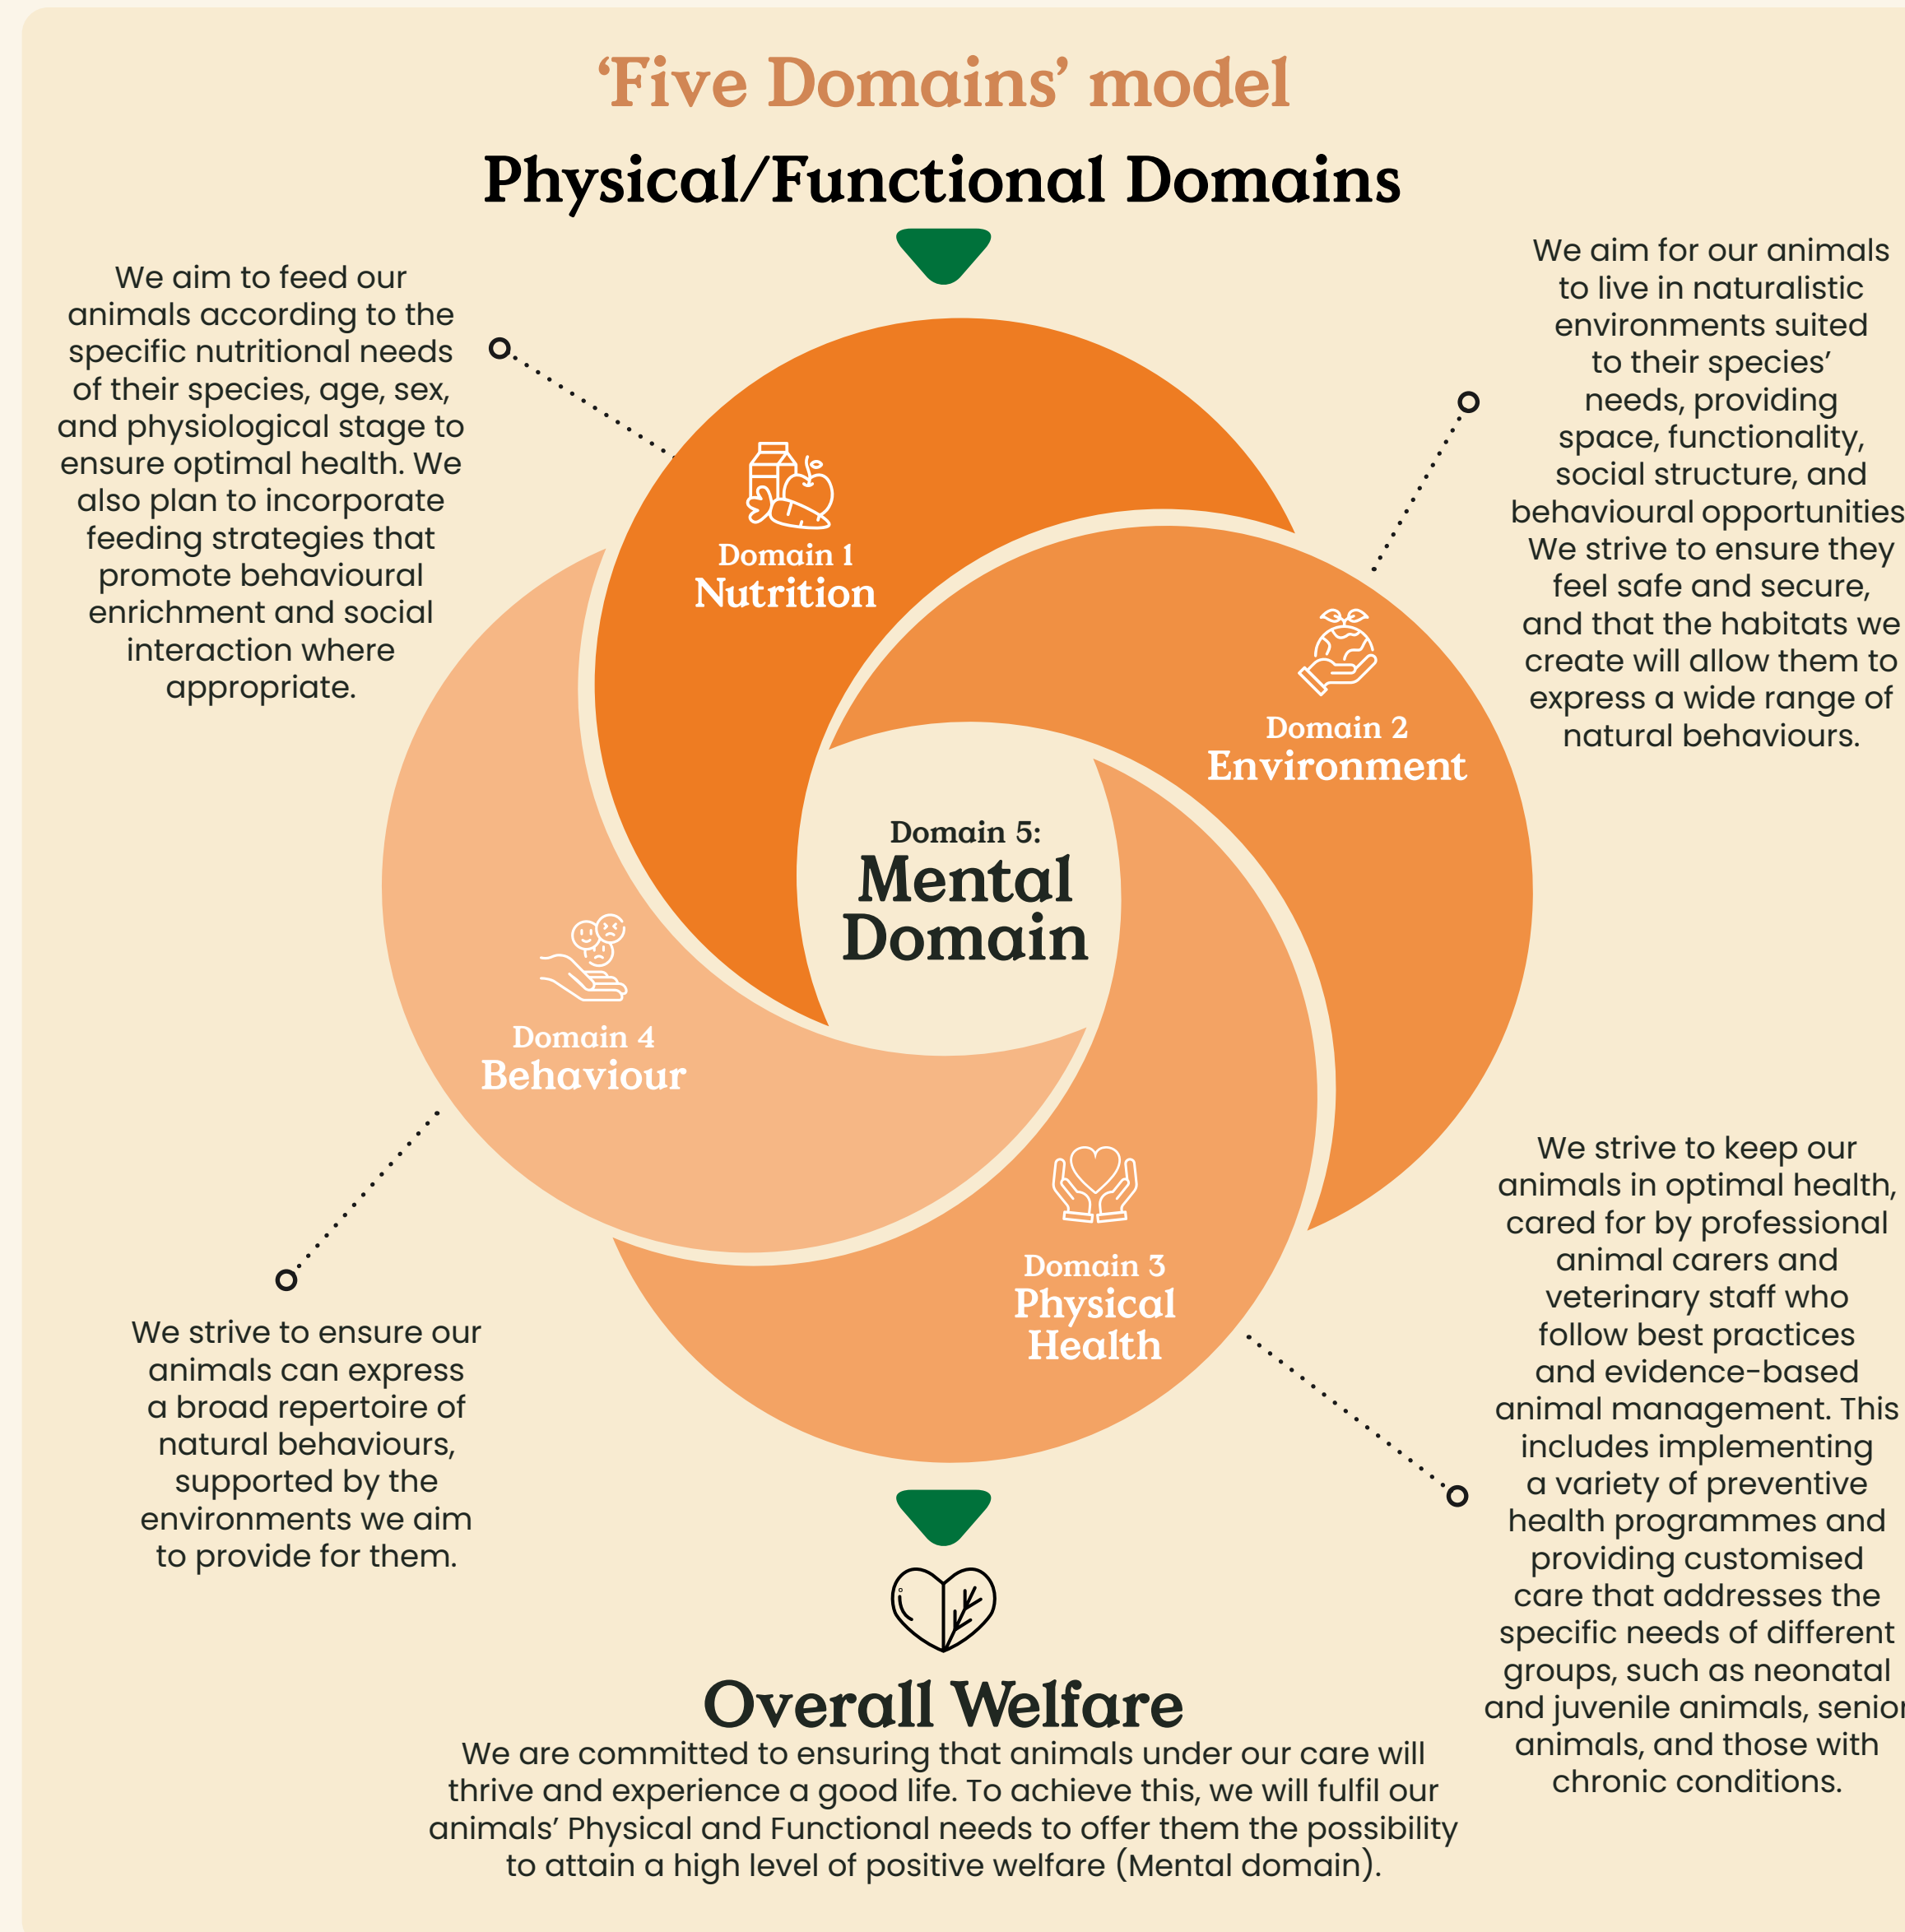 ‘Five Domains’ model
Physical/Functional Domains
We aim to feed our
animals according to the
specific nutritional needs
of their species, age, sex,
and physiological stage to
ensure optimal health. We
also plan to incorporate
feeding strategies that
promote behavioural
enrichment and social
interaction where
appropriate.
We aim for our animals
to live in naturalistic
environments suited
to their species’
needs, providing
space, functionality,
social structure, and
behavioural opportunities
We strive to ensure they
feel safe and secure,
and that the habitats we
create will allow them to
express a wide range of
natural behaviours.
Domain 1
Nutrition
Domain 2
Environment
Domain 5:
Mental
Domain
Domain 4
Behaviour
Domain 3
Physical
Health
We strive to ensure our
animals can express
a broad repertoire of
natural behaviours,
supported by the
environments we aim
to provide for them.
We strive to keep our
animals in optimal health,
cared for by professional
animal carers and
veterinary staff who
follow best practices
and evidence-based
animal management. This
includes implementing
a variety of preventive
health programmes and
providing customised
care that addresses the
specific needs of different
groups, such as neonatal
and juvenile animals, senior
animals, and those with
chronic conditions.
Overall Welfare
We are committed to ensuring that animals under our care will
thrive and experience a good life. To achieve this, we will fulfil our
animals’ Physical and Functional needs to offer them the possibility
to attain a high level of positive welfare (Mental domain).